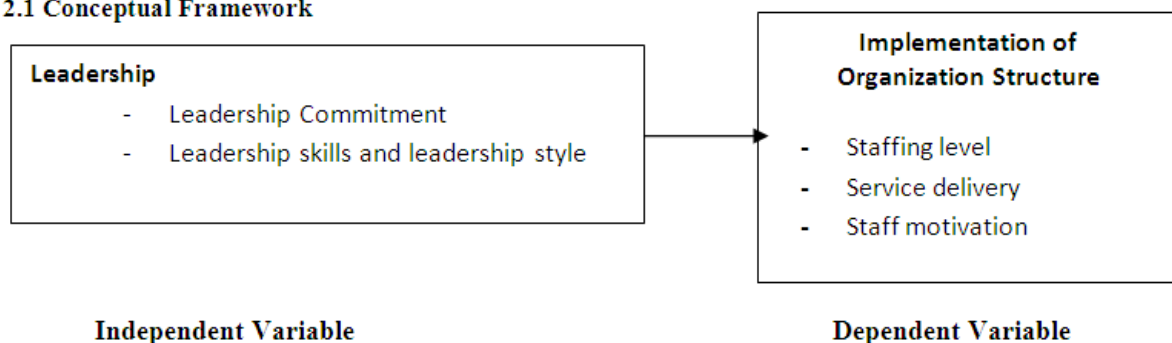 2.1 Conceptual Framework
Leadership
- Leadership Commitment
- Leadership skills and leadership style
Implementation of
Organization Structure
- Staffing level
- Service delivery
- Staff motivation
Independent Variable
Dependent Variable